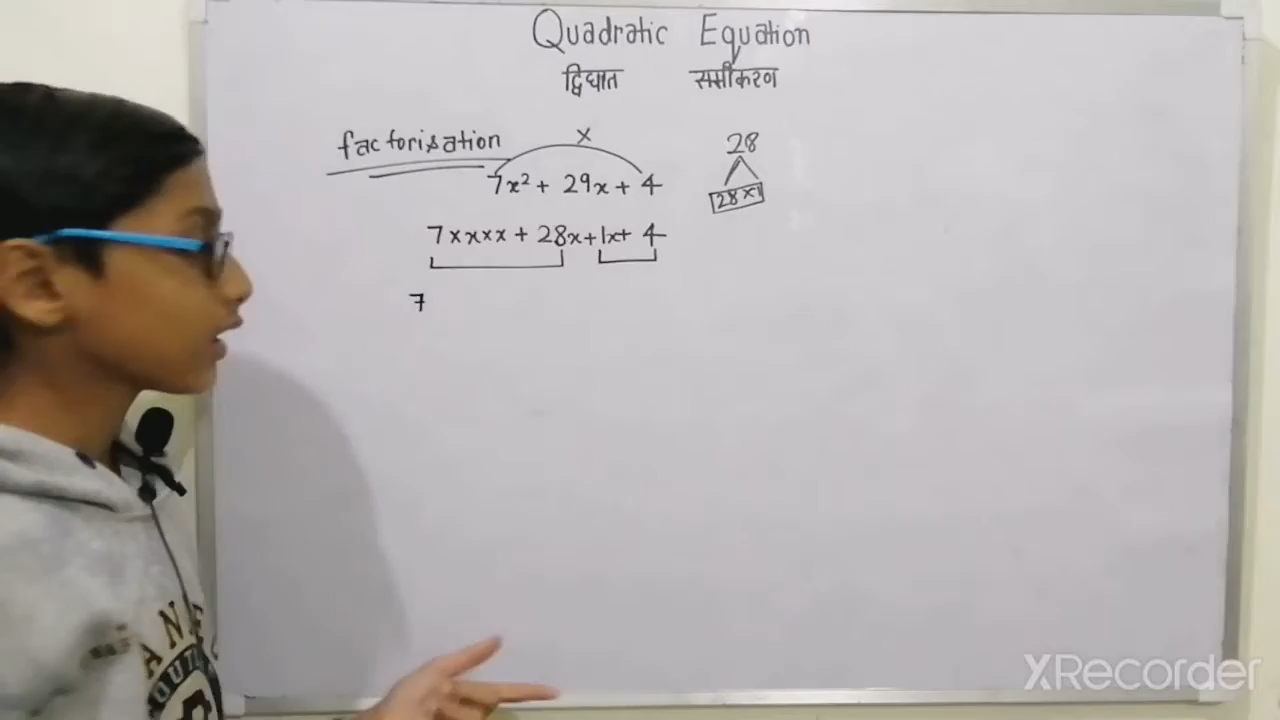 Quadratic Equation
द्विघात समीकरण
factorisation
x
28
7x² + 29x + 4
28×1
7×x×x + 28x+1x+ 4
7
XRecorder